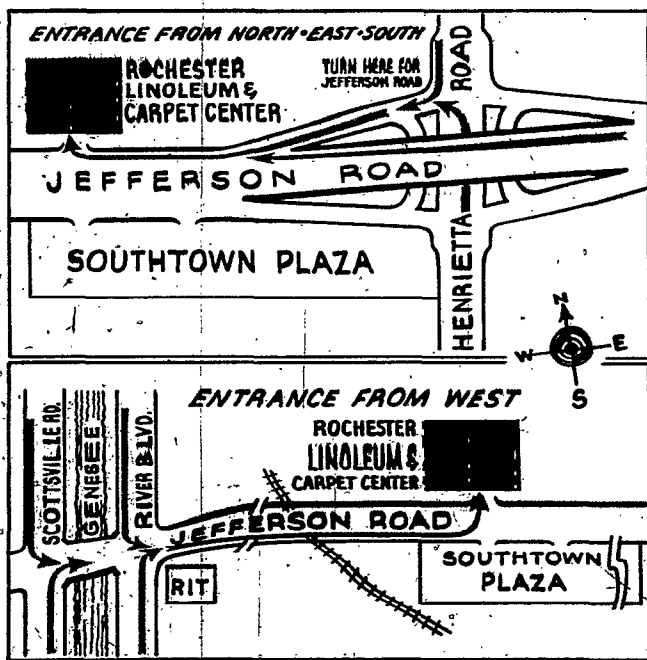 ENTRANCE FROM NORTH•EAST•SOUTH
ROCHESTER
LINOLEUM &
CARPET CENTER
TURN HERE FOR
JEFFERSON ROAD
ROAD
JEFFERSON ROAD
HENRIETTA
SOUTHTOWN PLAZA
N
W
E
S
ENTRANCE FROM WEST
ROCHESTER
LINOLEUM &
CARPET CENTER
SCOTTSVILLE RD.
GENESEE
RIVER BLVD.
JEFFERSON ROAD
RIT
SOUTHTOWN
PLAZA